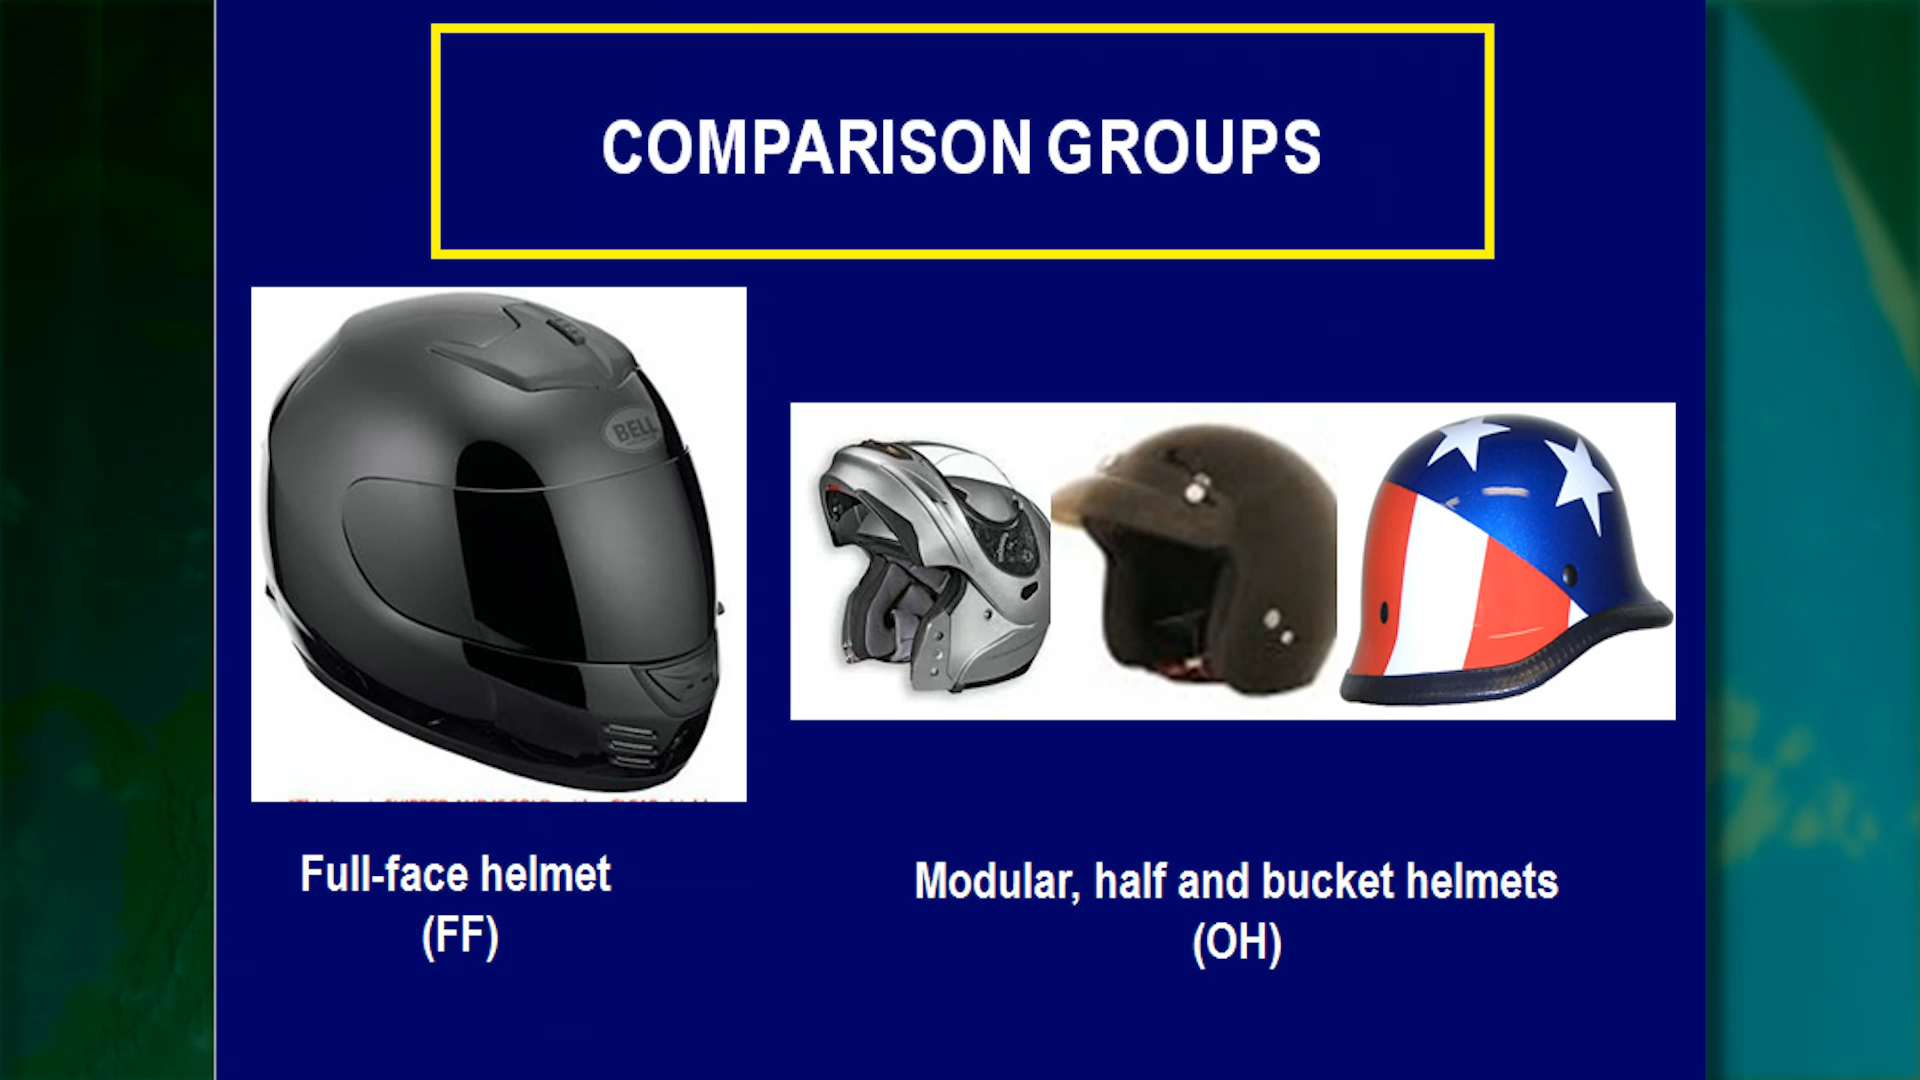 COMPARISON GROUPS
BELL
Full-face helmet
(FF)
Modular, half and bucket helmets
(OH)